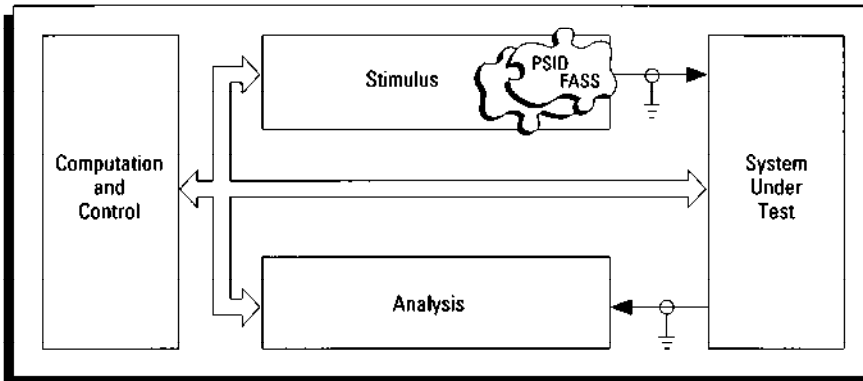 Computation
and
Control
Stimulus
PSID
FASS
System
Under
Test
Analysis